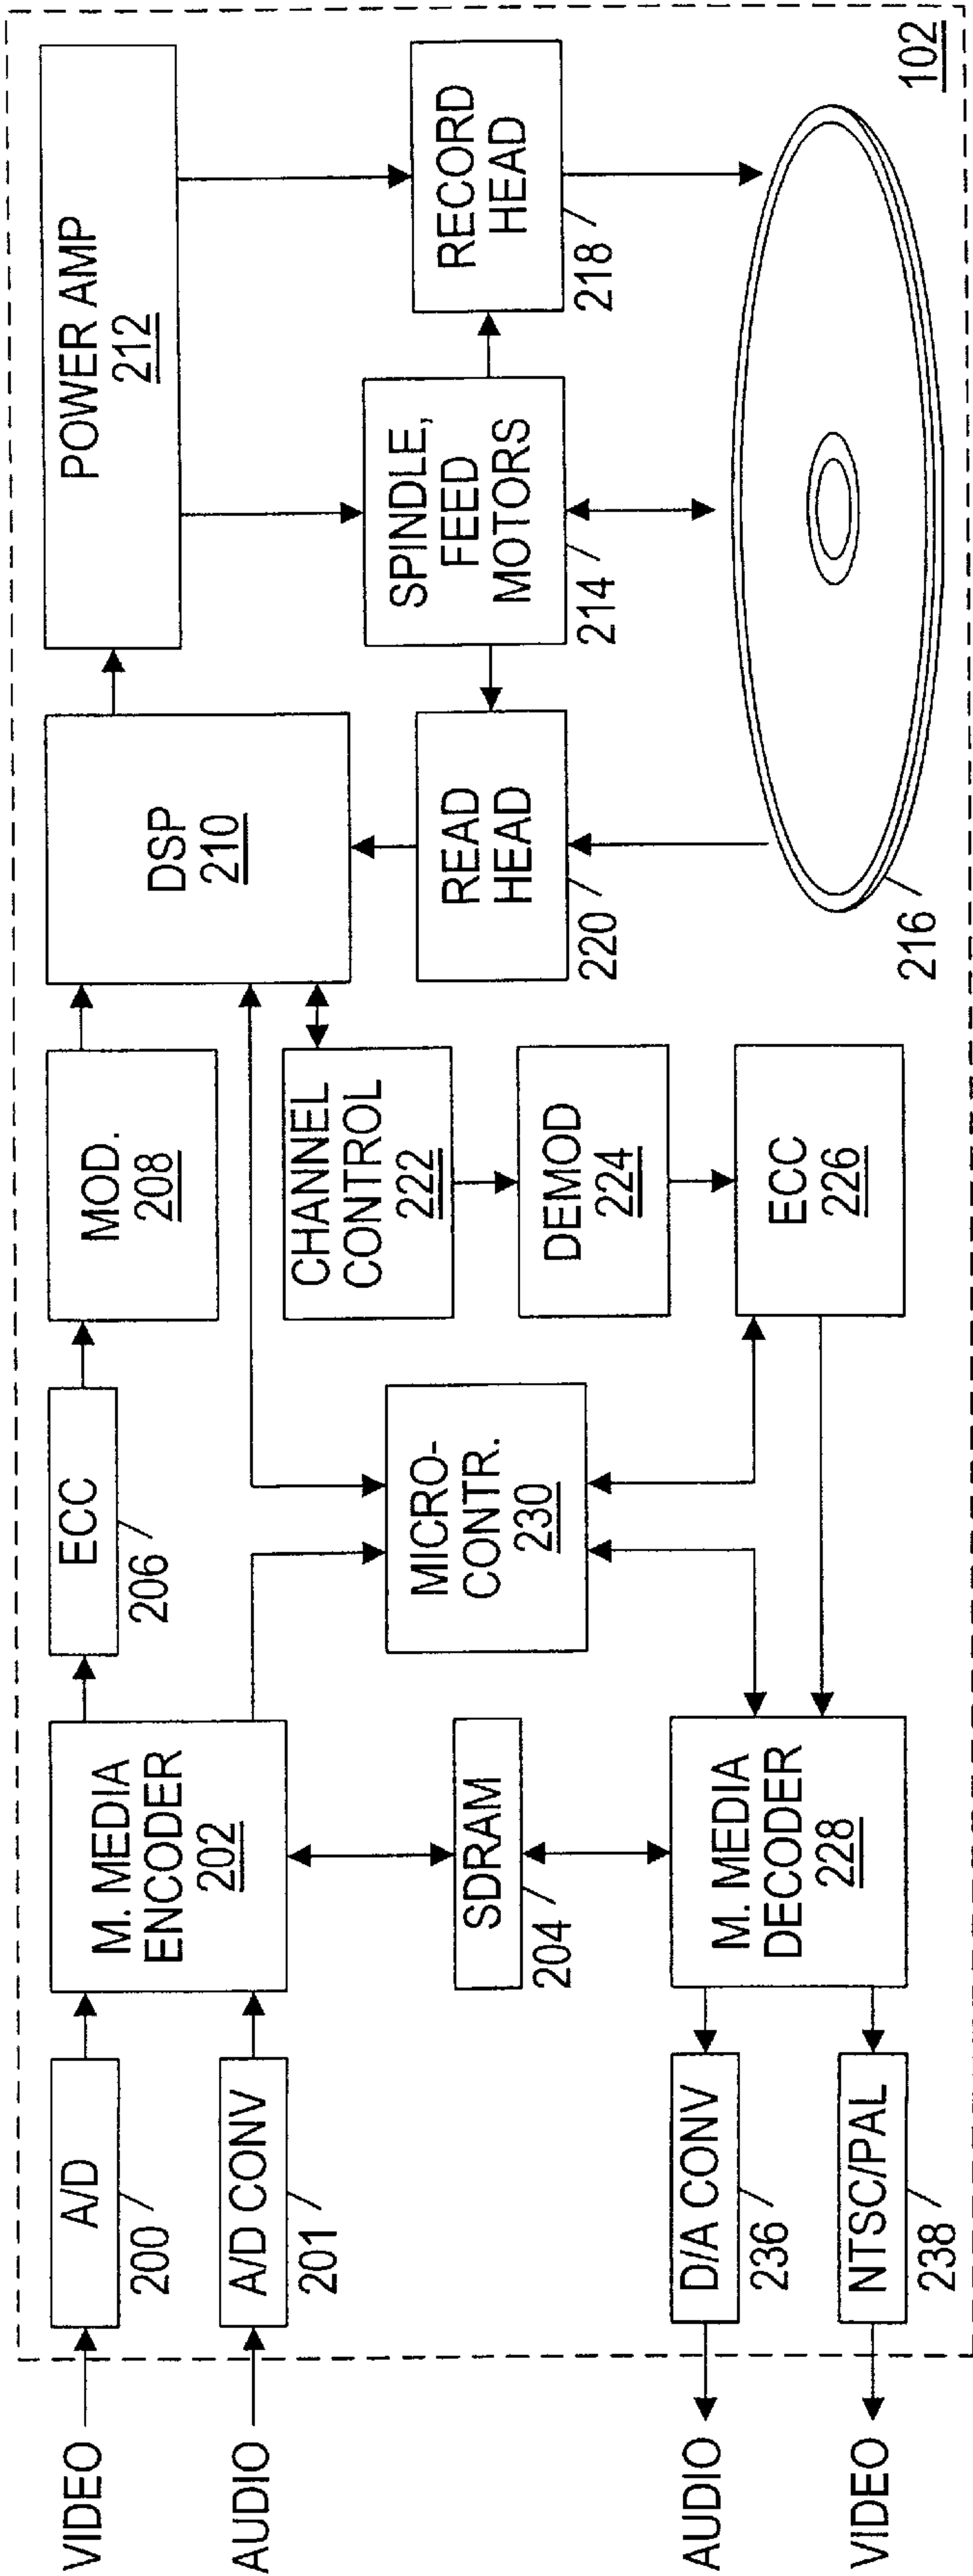 VIDEO
A/D
200
AUDIO
A/D CONV
201
M. MEDIA
ENCODER
202
ECC
206
MOD.
208
DSP
210
POWER AMP
212
SDRAM
204
MICRO-
CONTR.
230
CHANNEL
CONTROL
222
DEMOD
224
ECC
226
READ
HEAD
220
SPINDLE,
FEED
MOTORS
214
RECORD
HEAD
218
AUDIO
D/A CONV
236
VIDEO
NTSC/PAL
238
M. MEDIA
DECODER
228
216
102